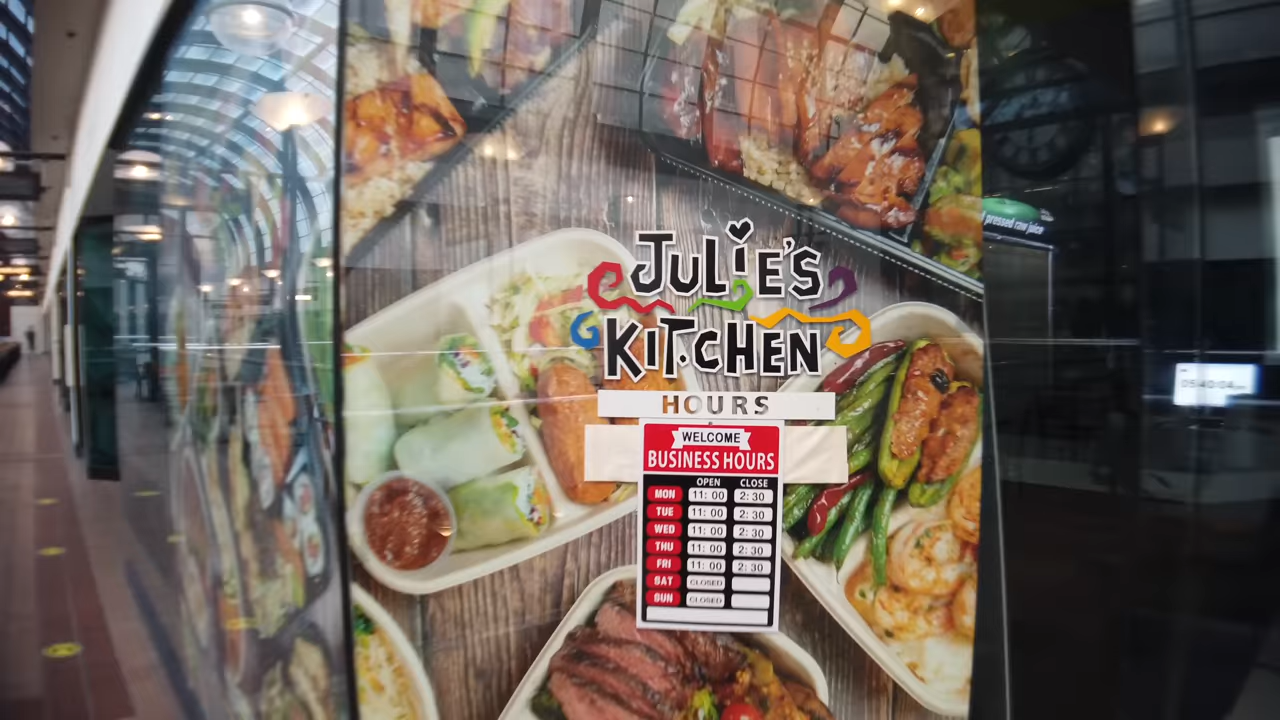 JULIE'S
KITCHEN
HOURS
WELCOME
BUSINESS HOURS
OPEN CLOSE
MON 11:00 2:30
TUE 11:00 2:30
WED 11:00 2:30
THU 11:00 2:30
FRI 11:00 2:30
SAT CLOSED
SUN CLOSED
pressed raw juice